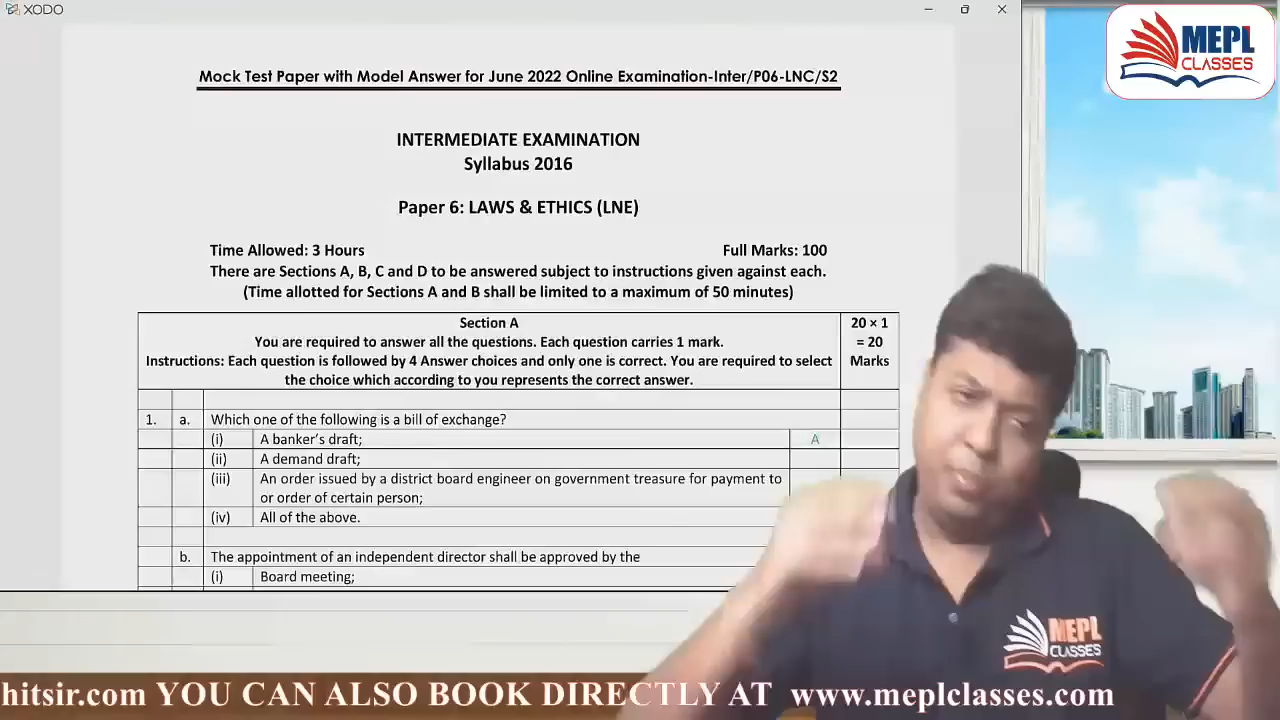 XODO
MEPL
CLASSES
Mock Test Paper with Model Answer for June 2022 Online Examination-Inter/P06-LNC/S2
INTERMEDIATE EXAMINATION
Syllabus 2016
Paper 6: LAWS & ETHICS (LNE)
Time Allowed: 3 Hours Full Marks: 100
There are Sections A, B, C and D to be answered subject to instructions given against each.
(Time allotted for Sections A and B shall be limited to a maximum of 50 minutes)
Section A 20 × 1
You are required to answer all the questions. Each question carries 1 mark. = 20
Instructions: Each question is followed by 4 Answer choices and only one is correct. You are required to select Marks
the choice which according to you represents the correct answer.
1. a. Which one of the following is a bill of exchange?
(i) A banker's draft; A
(ii) A demand draft;
(iii) An order issued by a district board engineer on government treasure for payment to
or order of certain person;
(iv) All of the above.
b. The appointment of an independent director shall be approved by the
(i) Board meeting;
MEPL
CLASSES
hitsir.com YOU CAN ALSO BOOK DIRECTLY AT www.meplclasses.com